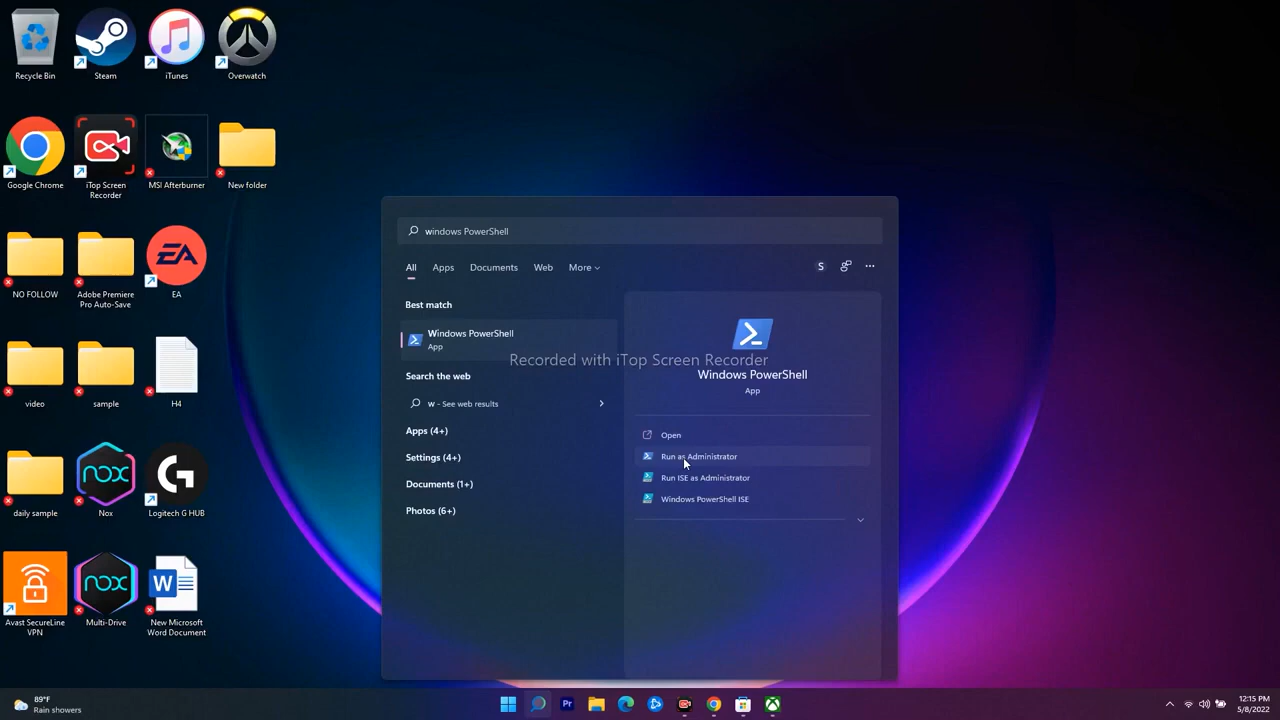 Recycle Bin
Steam
iTunes
Overwatch
Google Chrome
iTop Screen
Recorder
MSI Afterburner
New folder
NO FOLLOW
Adobe Premiere
Pro Auto-Save
EA
EA
video
sample
H4
daily sample
nox
Nox
G
Logitech G HUB
Avast SecureLine
VPN
nox
Multi-Drive
W
New Microsoft
Word Document
windows PowerShell
All
Apps
Documents
Web
More
S
Best match
Windows PowerShell
App
Search the web
w - See web results
Apps (4+)
Settings (4+)
Documents (1+)
Photos (6+)
Recorded with iTop Screen Recorder
Windows PowerShell
App
Open
Run as Administrator
Run ISE as Administrator
Windows PowerShell ISE
89°F
Rain showers
Pr
12:15 PM
5/8/2022